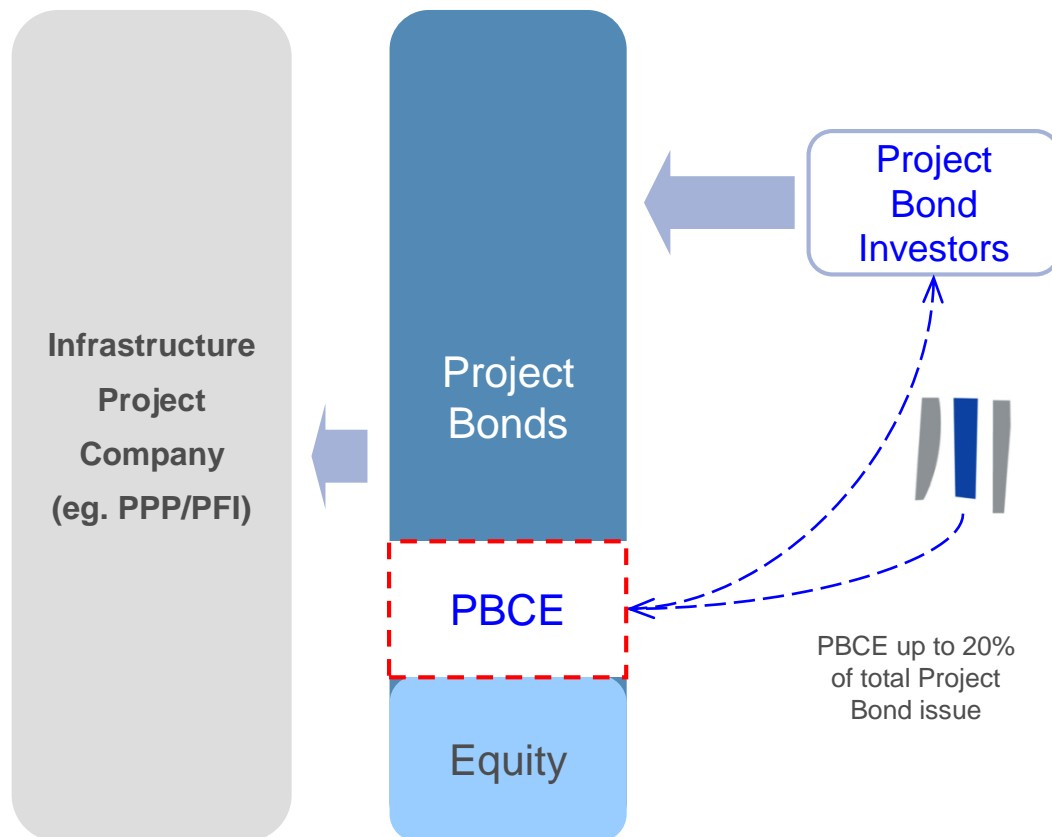 Project
Bond
Investors
Infrastructure
Project
Company
(eg. PPP/PFI)
Project
Bonds
PBCE
PBCE up to 20%
of total Project
Bond issue
Equity